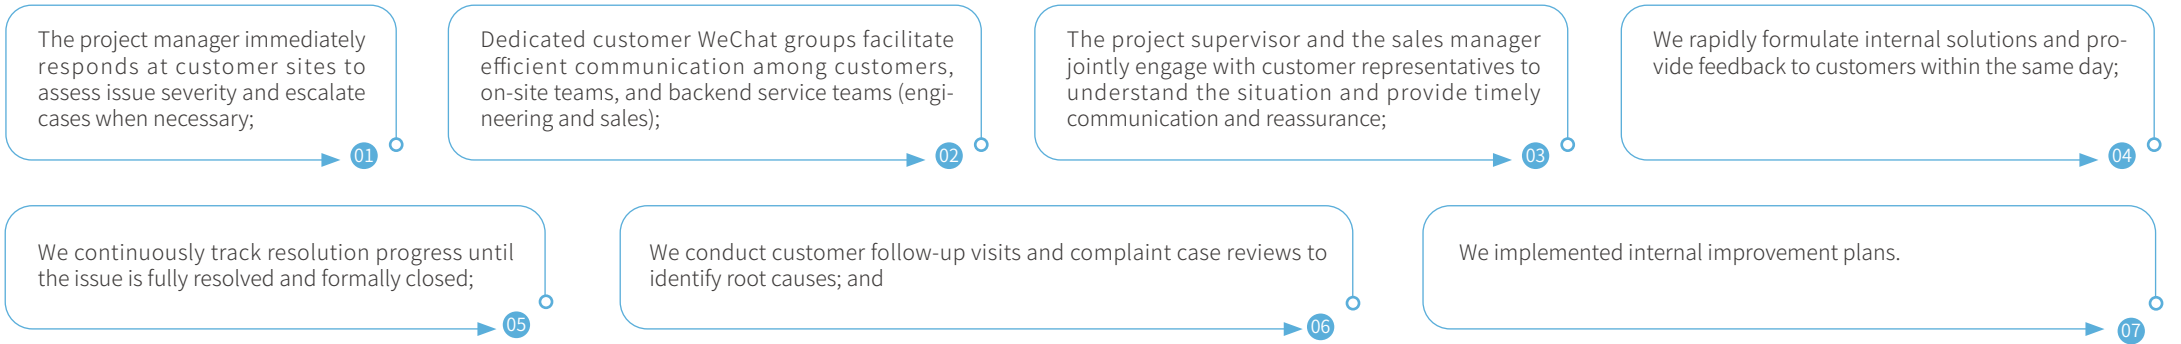 The project manager immediately
responds at customer sites to
assess issue severity and escalate
cases when necessary;
01
Dedicated customer WeChat groups facilitate
efficient communication among customers,
on-site teams, and backend service teams (engi-
neering and sales);
02
The project supervisor and the sales manager
jointly engage with customer representatives to
understand the situation and provide timely
communication and reassurance;
03
We rapidly formulate internal solutions and pro-
vide feedback to customers within the same day;
04
We continuously track resolution progress until
the issue is fully resolved and formally closed;
05
We conduct customer follow-up visits and complaint case reviews to
identify root causes; and
06
We implemented internal improvement plans.
07